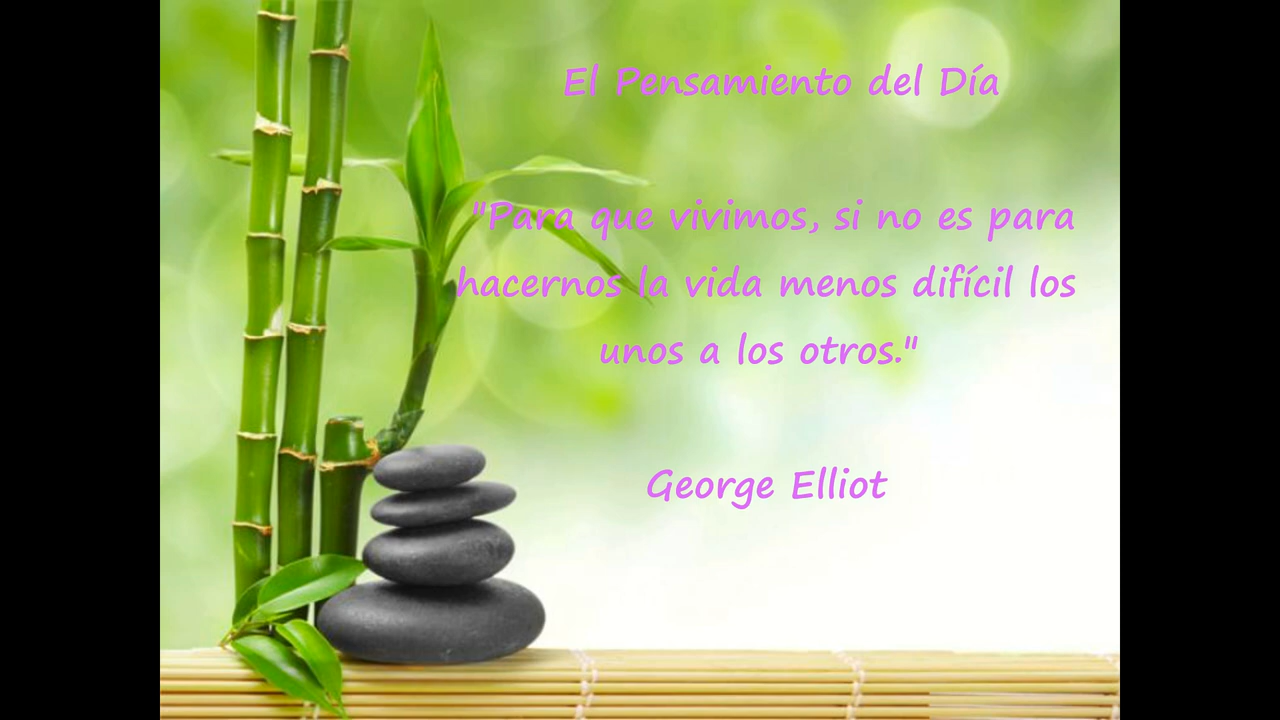 El Pensamiento del Día
"Para que vivimos, si no es para
hacernos la vida menos difícil los
unos a los otros."
George Elliot